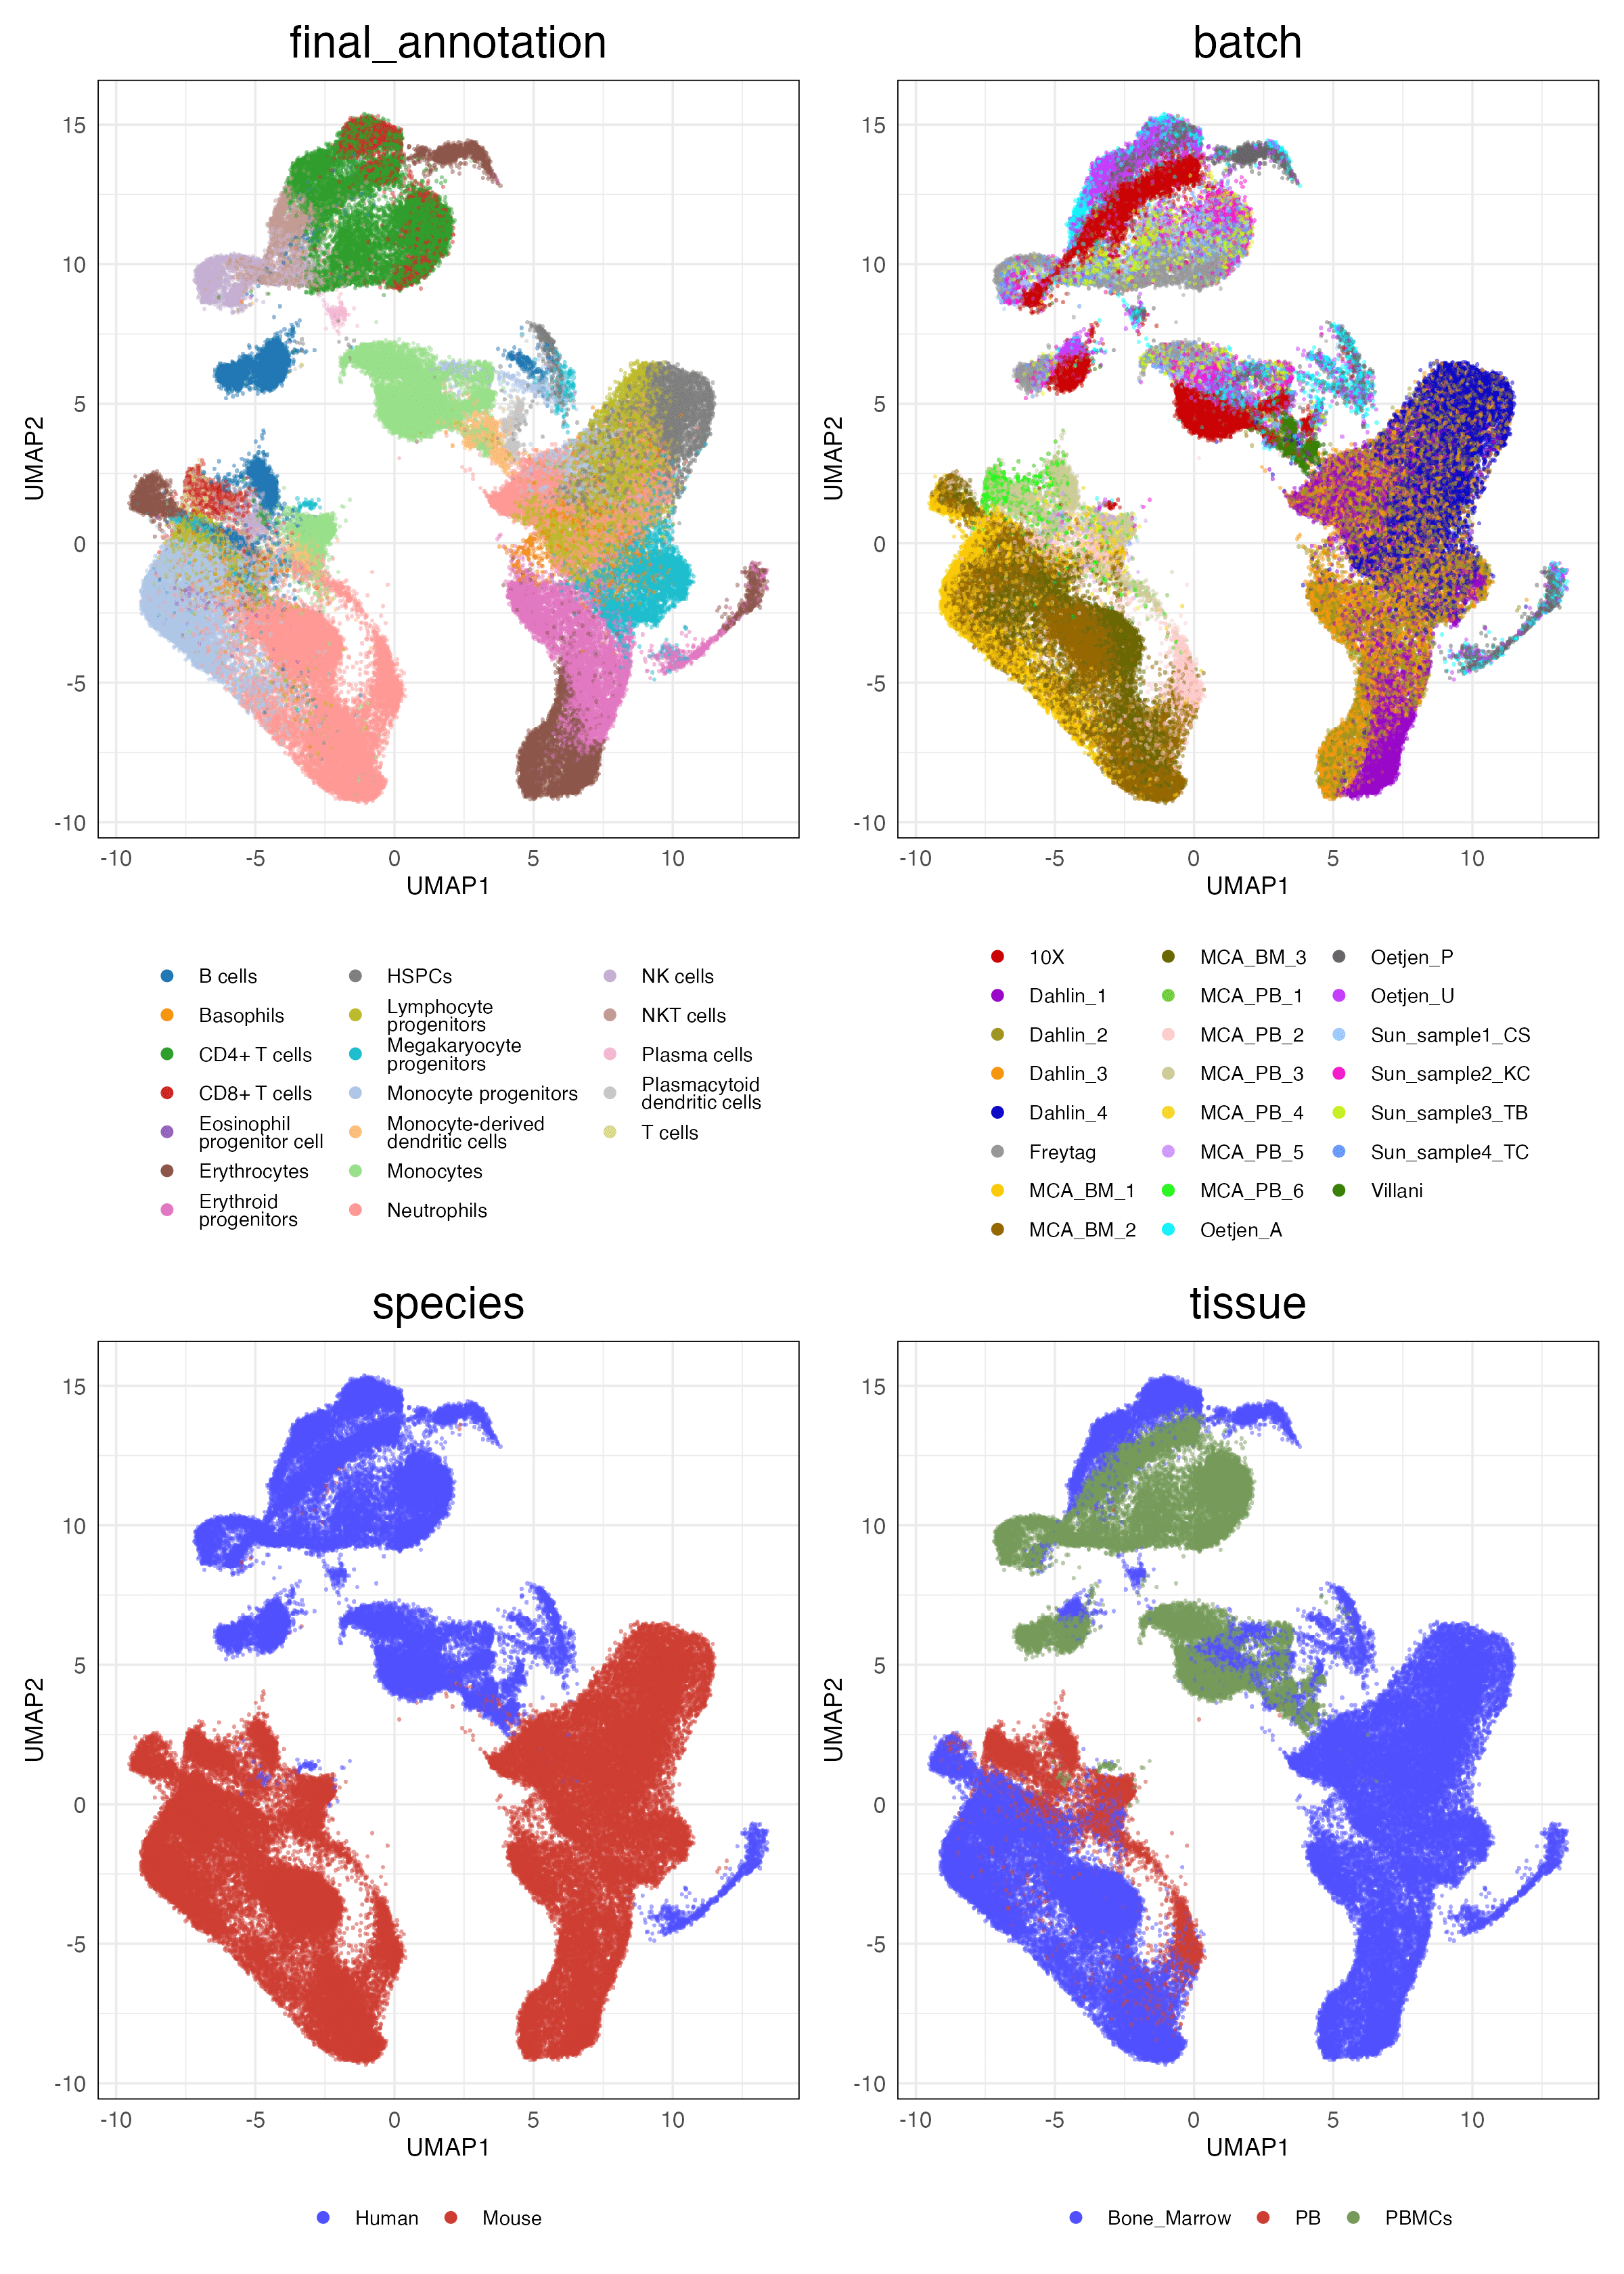 final_annotation
batch
15
10
5
0
-5
-10
UMAP2
-10
-5
0
5
10
UMAP1
15
10
5
0
-5
-10
UMAP2
-10
-5
0
5
10
UMAP1
B cells
Basophils
CD4+ T cells
CD8+ T cells
Eosinophil
progenitor cell
Erythrocytes
Erythroid
progenitors
HSPCs
Lymphocyte
progenitors
Megakaryocyte
progenitors
Monocyte progenitors
Monocyte-derived
dendritic cells
Monocytes
Neutrophils
NK cells
NKT cells
Plasma cells
Plasmacytoid
dendritic cells
T cells
10X
Dahlin_1
Dahlin_2
Dahlin_3
Dahlin_4
Freytag
MCA_BM_1
MCA_BM_2
MCA_BM_3
MCA_PB_1
MCA_PB_2
MCA_PB_3
MCA_PB_4
MCA_PB_5
MCA_PB_6
Oetjen_A
Oetjen_P
Oetjen_U
Sun_sample1_CS
Sun_sample2_KC
Sun_sample3_TB
Sun_sample4_TC
Villani
species
tissue
15
10
5
0
-5
-10
UMAP2
-10
-5
0
5
10
UMAP1
15
10
5
0
-5
-10
UMAP2
-10
-5
0
5
10
UMAP1
Human
Mouse
Bone_Marrow
PB
PBMCs